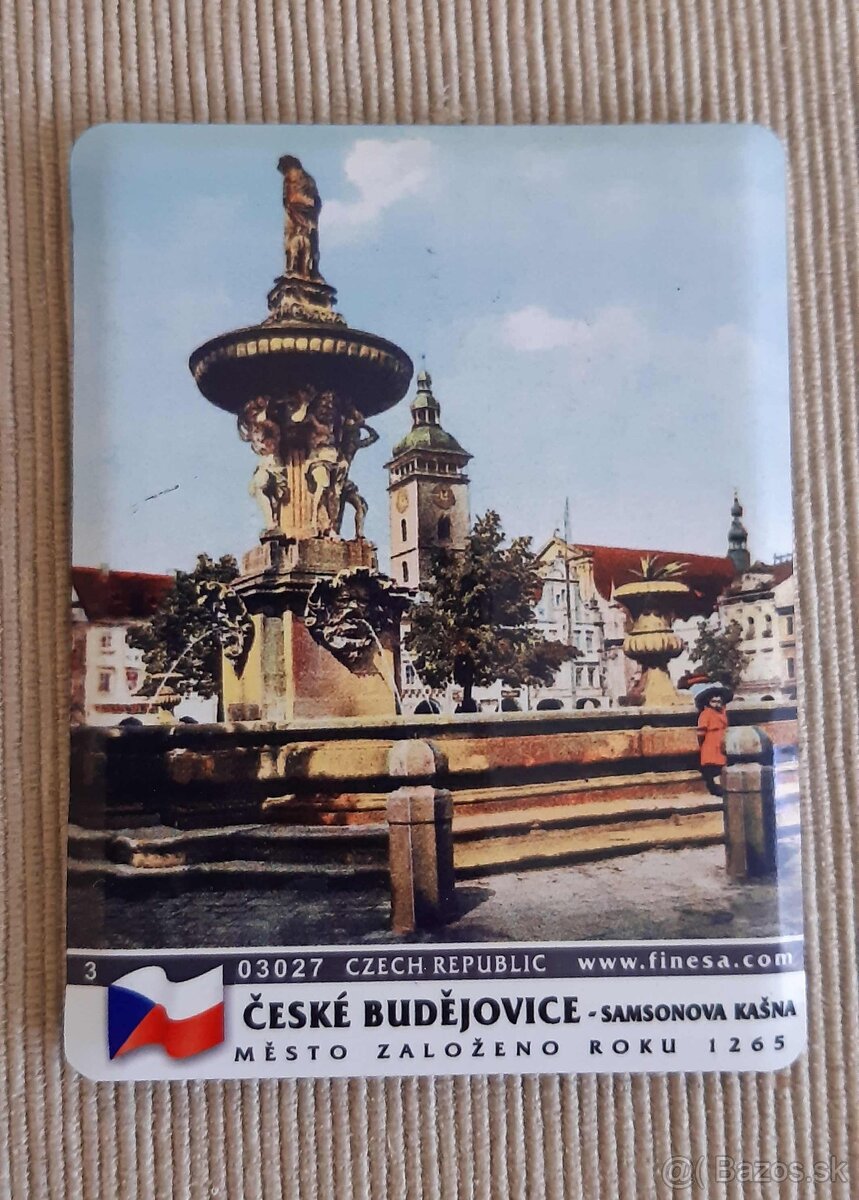 3 03027 CZECH REPUBLIC www.finesa.com
ČESKÉ BUDĚJOVICE - SAMSONOVA KAŠNA
MĚSTO ZALOŽENO ROKU 1265
@( Bazos.sk